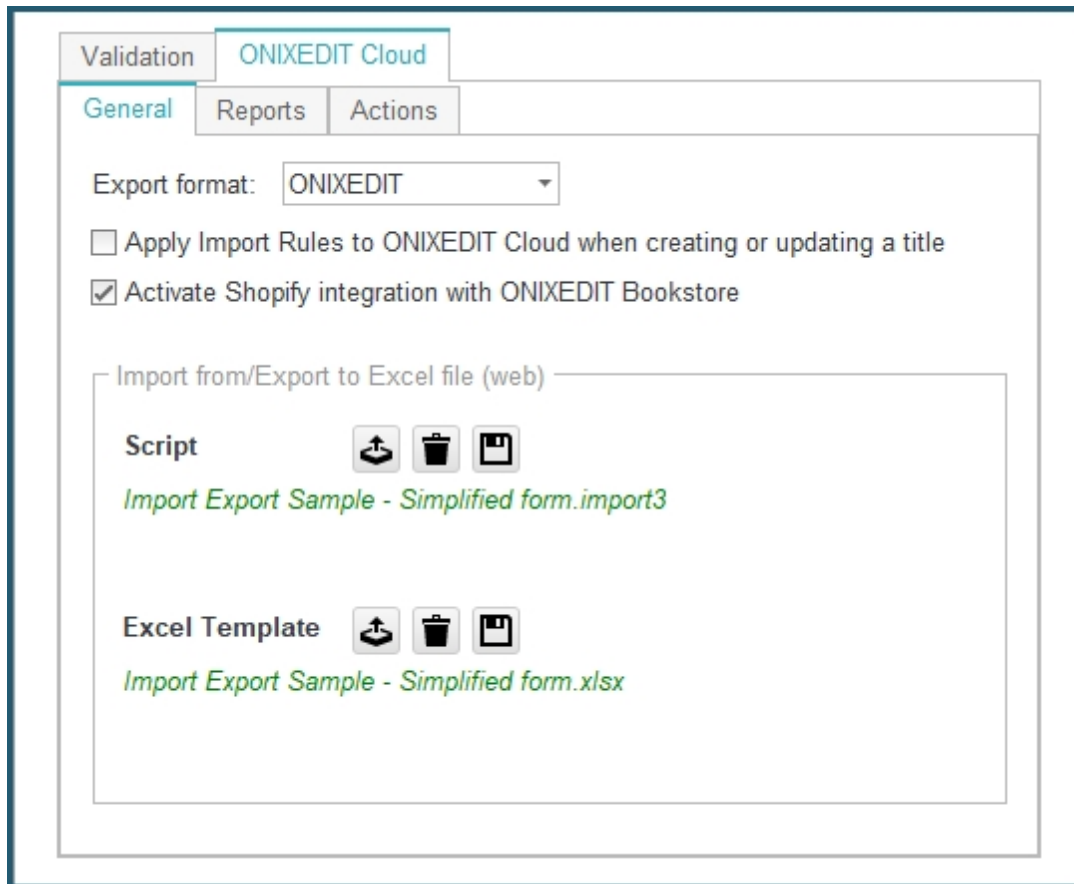 Validation ONIXEDIT Cloud
General Reports Actions
Export format: ONIXEDIT
Apply Import Rules to ONIXEDIT Cloud when creating or updating a title
Activate Shopify integration with ONIXEDIT Bookstore
Import from/Export to Excel file (web)
Script
Import Export Sample - Simplified form.import3
Excel Template
Import Export Sample - Simplified form.xlsx